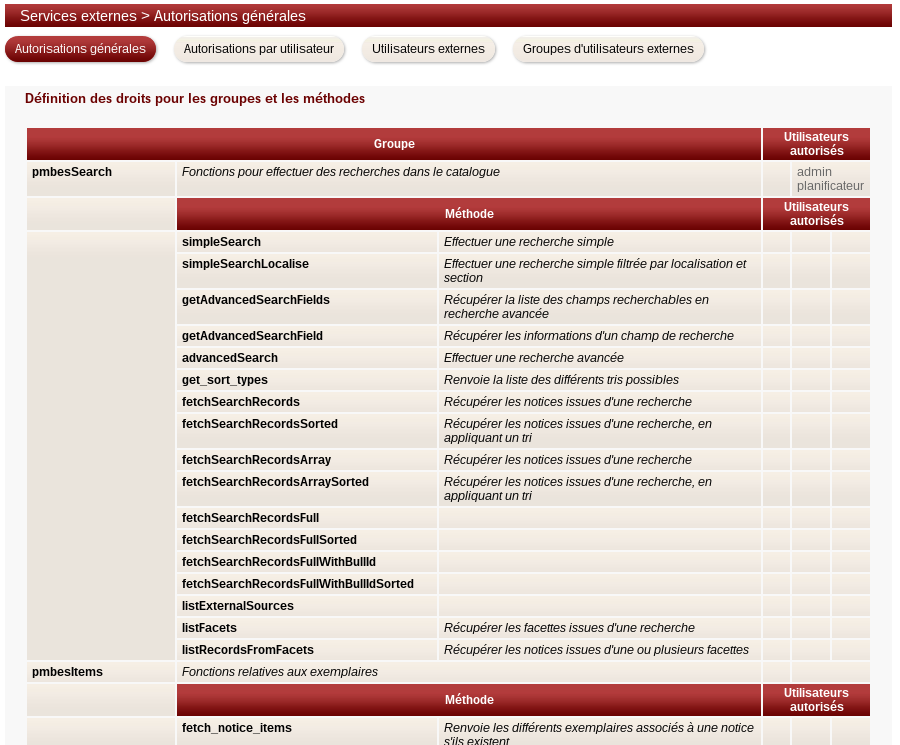 Services externes > Autorisations générales
Autorisations générales
Autorisations par utilisateur
Utilisateurs externes
Groupes d'utilisateurs externes
Définition des droits pour les groupes et les méthodes
Groupe
Utilisateurs
autorisés
pmbesSearch
Fonctions pour effectuer des recherches dans le catalogue
admin
planificateur
Méthode
Utilisateurs
autorisés
simpleSearch
Effectuer une recherche simple
simpleSearchLocalise
Effectuer une recherche simple filtrée par localisation et
section
getAdvancedSearchFields
Récupérer la liste des champs recherchables en
recherche avancée
getAdvancedSearchField
Récupérer les informations d'un champ de recherche
advancedSearch
Effectuer une recherche avancée
get_sort_types
Renvoie la liste des différents tris possibles
fetchSearchRecords
Récupérer les notices issues d'une recherche
fetchSearchRecordsSorted
Récupérer les notices issues d'une recherche, en
appliquant un tri
fetchSearchRecordsArray
Récupérer les notices issues d'une recherche
fetchSearchRecordsArraySorted
Récupérer les notices issues d'une recherche, en
appliquant un tri
fetchSearchRecordsFull
fetchSearchRecordsFullSorted
fetchSearchRecordsFullWithBullId
fetchSearchRecordsFullWithBullIdSorted
listExternalSources
listFacets
Récupérer les facettes issues d'une recherche
listRecordsFromFacets
Récupérer les notices issues d'une ou plusieurs facettes
pmbesItems
Fonctions relatives aux exemplaires
Méthode
Utilisateurs
autorisés
fetch_notice_items
Renvoie les différents exemplaires associés à une notice
s'ils existent